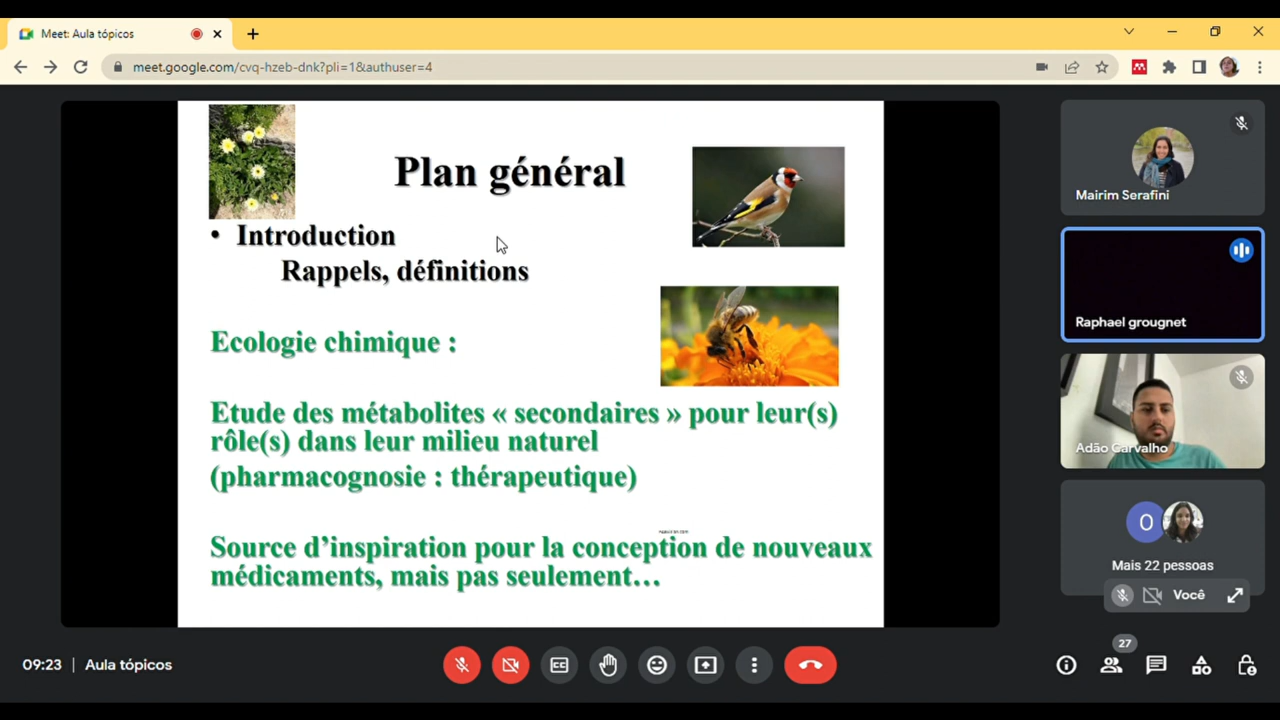 Meet: Aula tópicos
meet.google.com/cvq-hzeb-dnk?pli=1&authuser=4
Plan général
• Introduction
Rappels, définitions
Ecologie chimique :
Etude des métabolites « secondaires » pour leur(s)
rôle(s) dans leur milieu naturel
(pharmacognosie : thérapeutique)
Source d’inspiration pour la conception de nouveaux
médicaments, mais pas seulement…
Mairim Serafini
Raphael grougnet
Adão Carvalho
O
Mais 22 pessoas
Você
09:23 | Aula tópicos
27